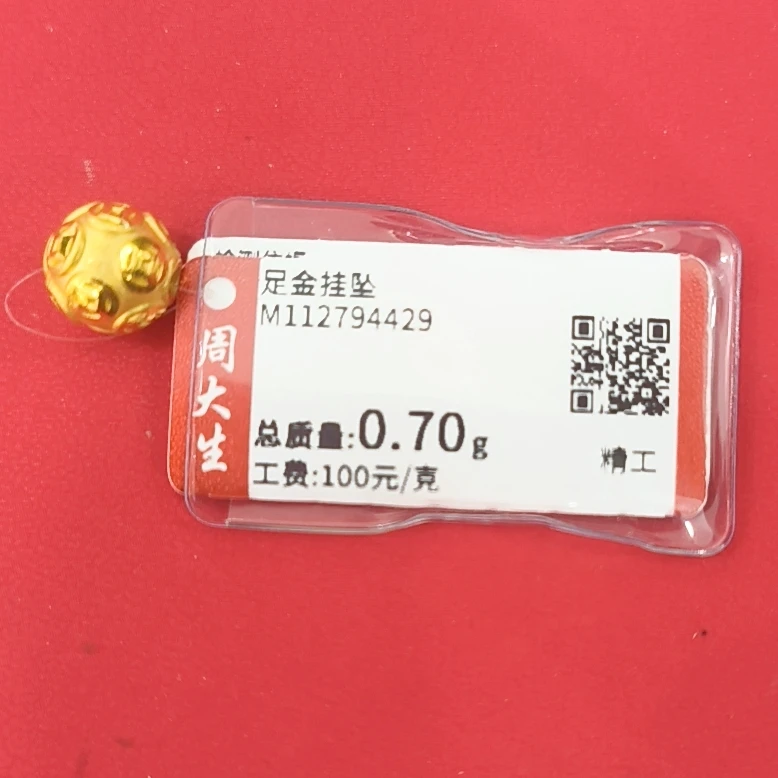 足金挂坠
M112794429
周大生
总质量:0.70g
工费:100元/克
精工